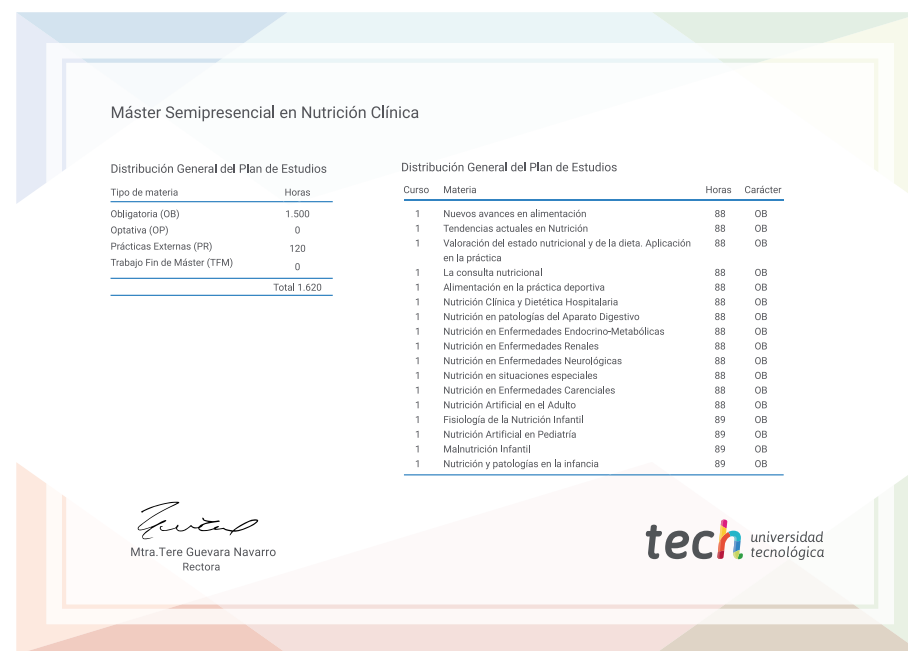 Máster Semipresencial en Nutrición Clínica
Distribución General del Plan de Estudios
Tipo de materia Horas
Obligatoria (OB) 1.500
Optativa (OP) 0
Prácticas Externas (PR) 120
Trabajo Fin de Máster (TFM) 0
Total 1.620
Distribución General del Plan de Estudios
Curso Materia Horas Carácter
1 Nuevos avances en alimentación 88 OB
1 Tendencias actuales en Nutrición 88 OB
1 Valoración del estado nutricional y de la dieta. Aplicación 88 OB
en la práctica
1 La consulta nutricional 88 OB
1 Alimentación en la práctica deportiva 88 OB
1 Nutrición Clínica y Dietética Hospitalaria 88 OB
1 Nutrición en patologías del Aparato Digestivo 88 OB
1 Nutrición en Enfermedades Endocrino-Metabólicas 88 OB
1 Nutrición en Enfermedades Renales 88 OB
1 Nutrición en Enfermedades Neurológicas 88 OB
1 Nutrición en situaciones especiales 88 OB
1 Nutrición en Enfermedades Carenciales 88 OB
1 Nutrición Artificial en el Adulto 88 OB
1 Fisiología de la Nutrición Infantil 89 OB
1 Nutrición Artificial en Pediatría 89 OB
1 Malnutrición Infantil 89 OB
1 Nutrición y patologías en la infancia 89 OB
Mtra.Tere Guevara Navarro
Rectora
tech universidad
tecnológica